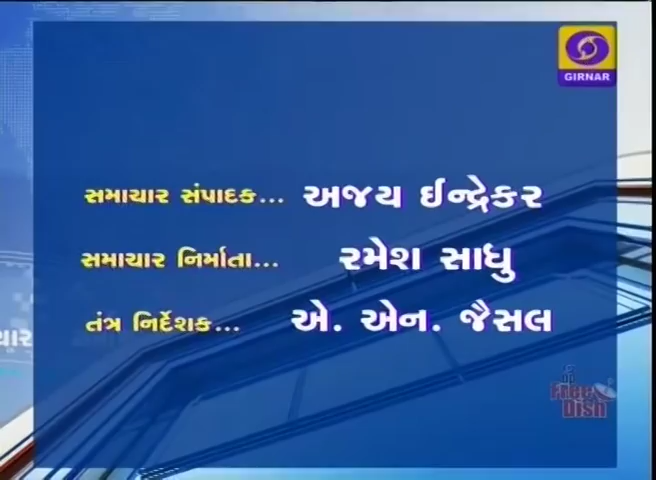 GIRNAR
સમાચાર સંપાદક... અજય ઈન્દ્રેકર
સમાચાર નિર્માતા... રમેશ સાધુ
તંત્ર નિર્દેશક... એ. એન. જૈસલ
ચાર
Free
Dish